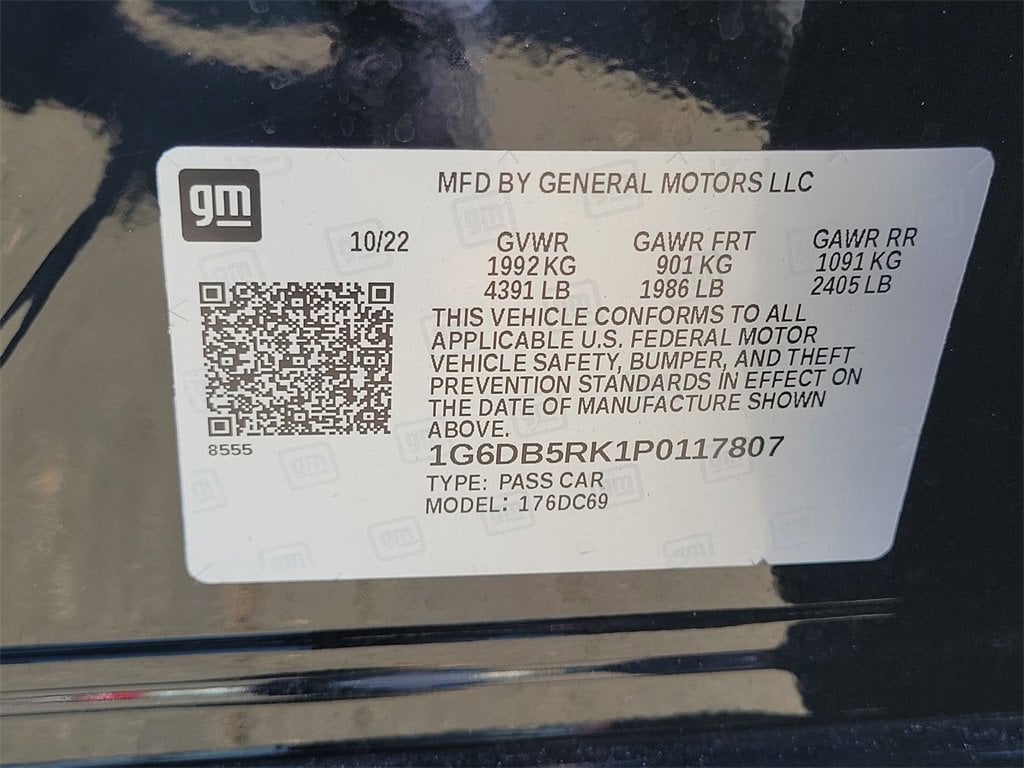 gm
MFD BY GENERAL MOTORS LLC
10/22 GVWR GAWR FRT GAWR RR
1992 KG 901 KG 1091 KG
4391 LB 1986 LB 2405 LB
THIS VEHICLE CONFORMS TO ALL
APPLICABLE U.S. FEDERAL MOTOR
VEHICLE SAFETY, BUMPER, AND THEFT
PREVENTION STANDARDS IN EFFECT ON
THE DATE OF MANUFACTURE SHOWN
ABOVE.
8555
1G6DB5RK1P0117807
TYPE: PASS CAR
MODEL: 176DC69